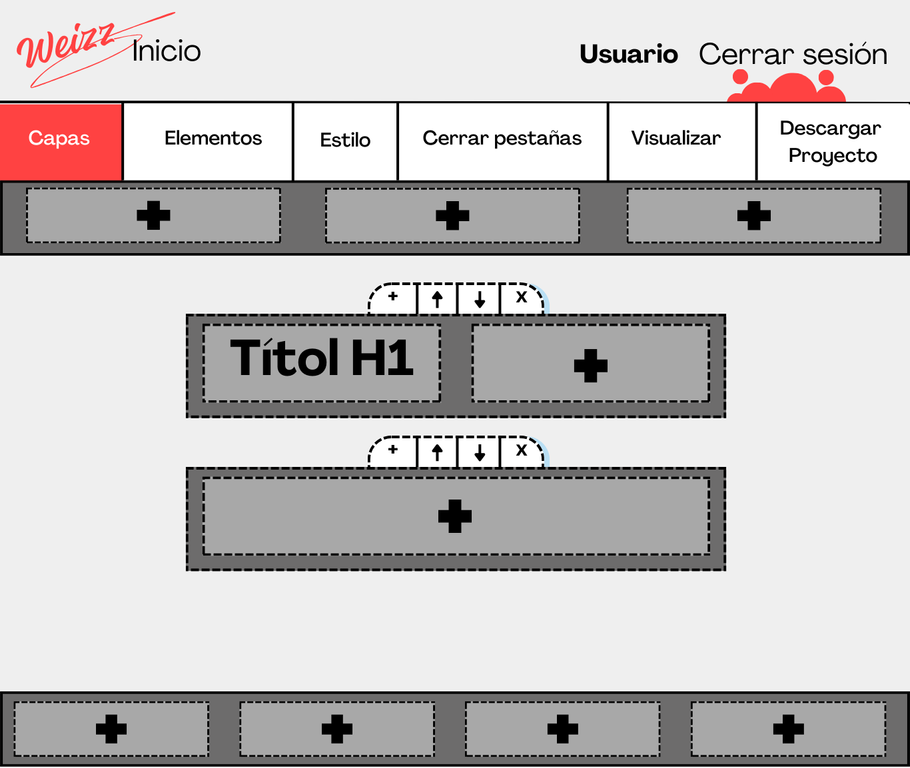 Weizz
Inicio
Usuario Cerrar sesión
Capas
Elementos
Estilo
Cerrar pestañas
Visualizar
Descargar
Proyecto
+ ↑ ↓ X
Títol H1
+ ↑ ↓ X